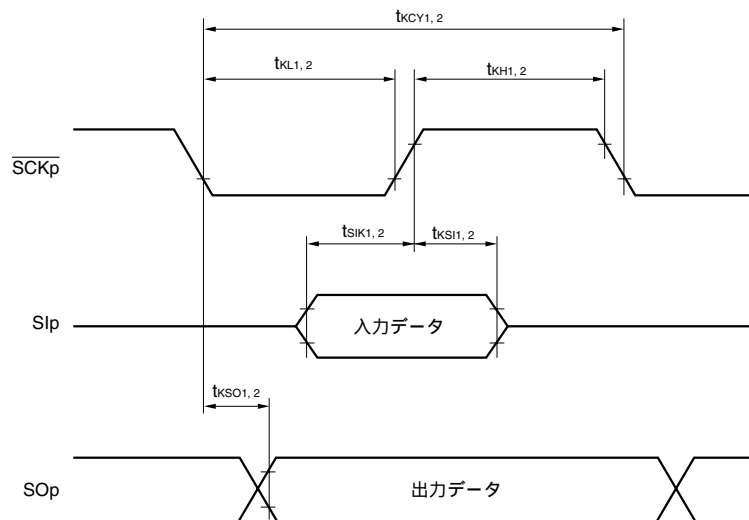 tKCY1, 2
tKL1, 2
tKH1, 2
SCKp
tSIK1, 2
tKSI1, 2
SIp
入力データ
tKSO1, 2
SOp
出力データ